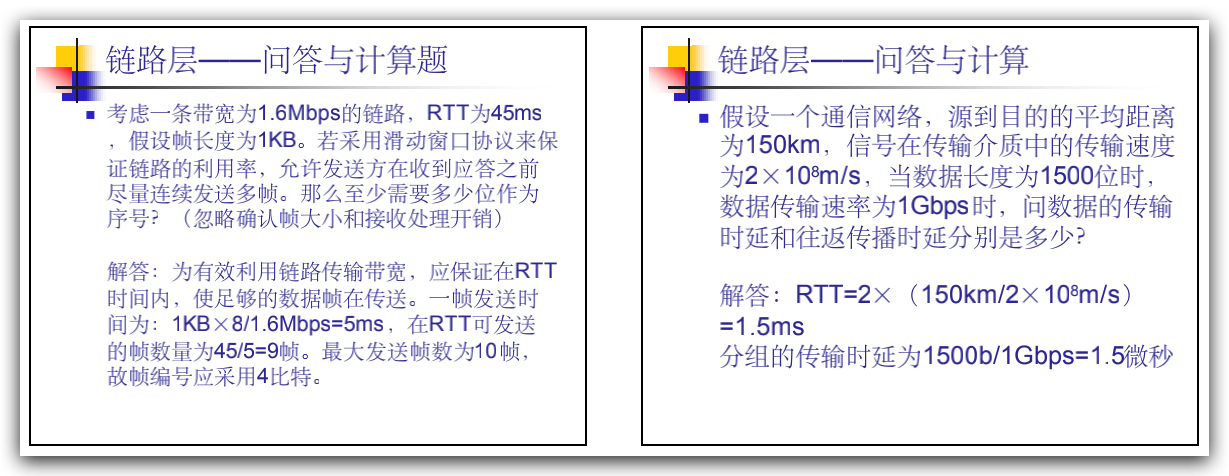 链路层——问答与计算题
考虑一条带宽为1.6Mbps的链路，RTT为45ms
，假设帧长度为1KB。若采用滑动窗口协议来保
证链路的利用率，允许发送方在收到应答之前
尽量连续发送多帧。那么至少需要多少位作为
序号？（忽略确认帧大小和接收处理开销）
解答：为有效利用链路传输带宽，应保证在RTT
时间内，使足够的数据帧在传送。一帧发送时
间为：1KB×8/1.6Mbps=5ms，在RTT可发送
的帧数量为45/5=9帧。最大发送帧数为10帧，
故帧编号应采用4比特。
链路层——问答与计算
假设一个通信网络，源到目的的平均距离
为150km，信号在传输介质中的传输速度
为2×10⁸m/s，当数据长度为1500位时，
数据传输速率为1Gbps时，问数据的传输
时延和往返传播时延分别是多少？
解答：RTT=2×（150km/2×10⁸m/s）
=1.5ms
分组的传输时延为1500b/1Gbps=1.5微秒